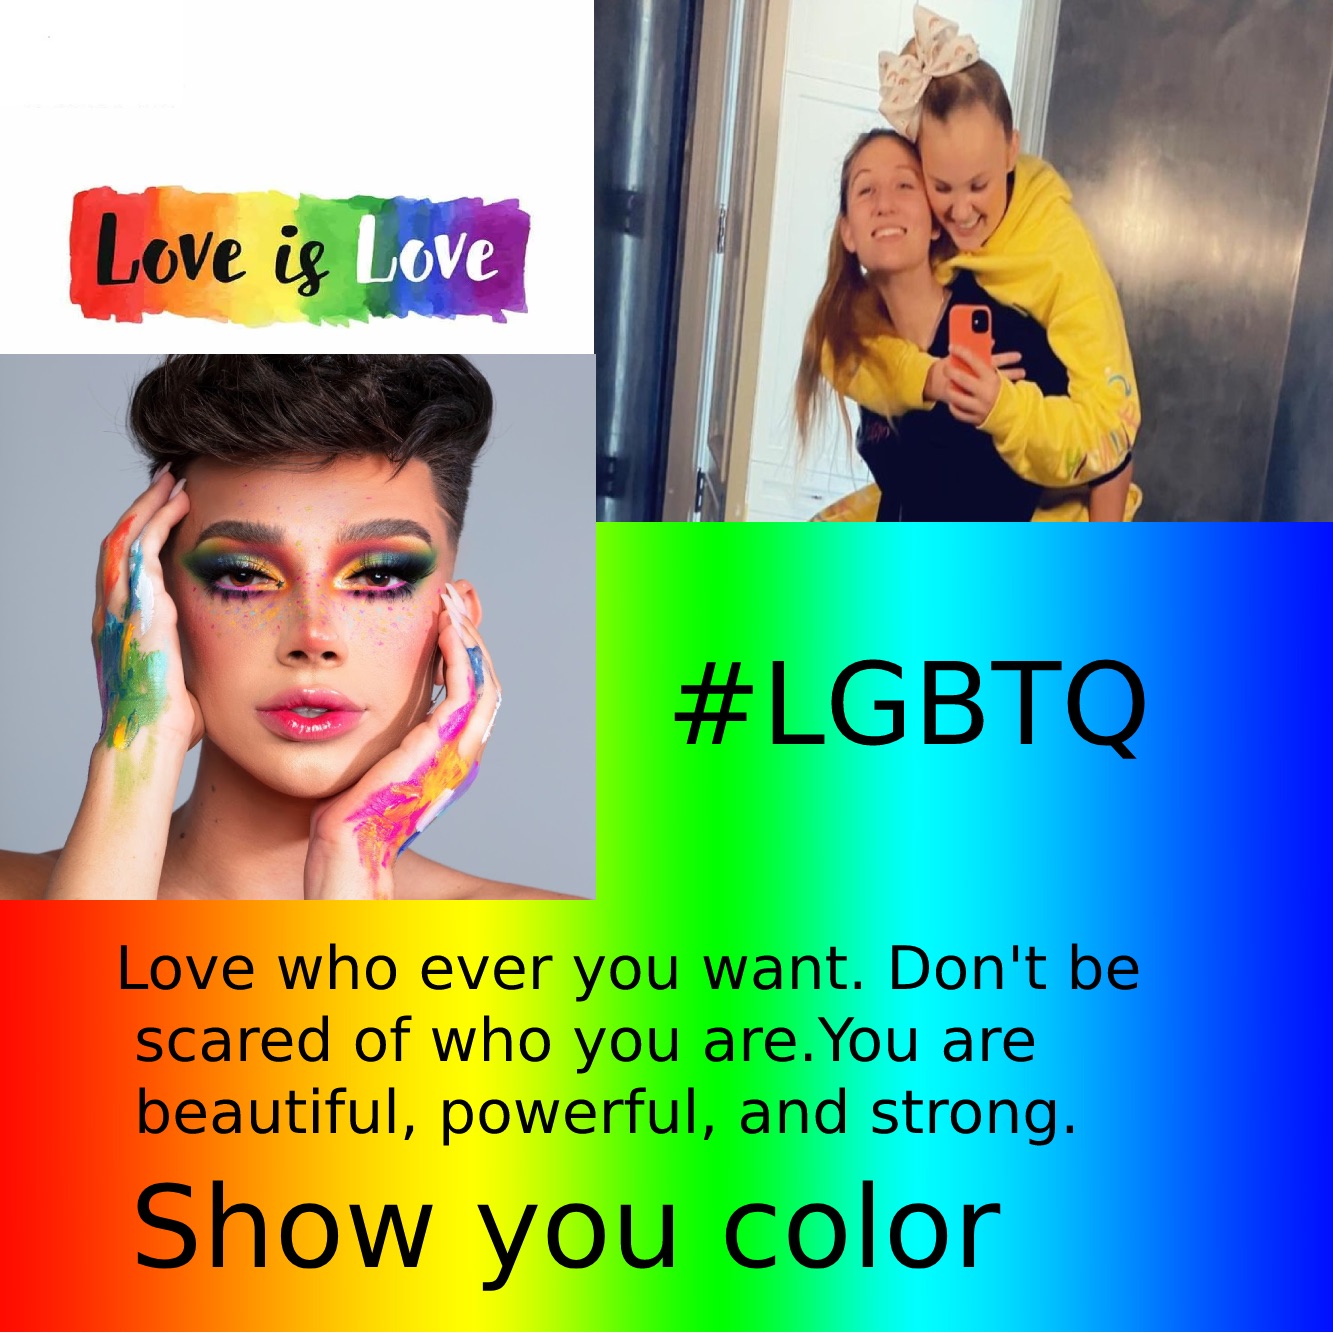 Love is Love
#LGBTQ
Love who ever you want. Don't be
scared of who you are.You are
beautiful, powerful, and strong.
Show you color